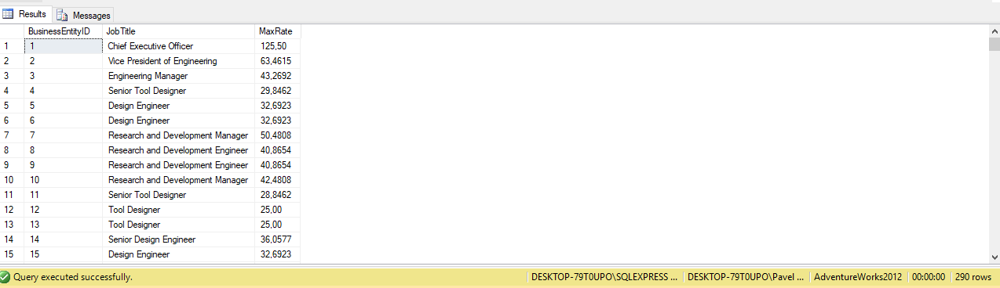 Results Messages
BusinessEntityID JobTitle MaxRate
1 1 Chief Executive Officer 125,50
2 2 Vice President of Engineering 63,4615
3 3 Engineering Manager 43,2692
4 4 Senior Tool Designer 29,8462
5 5 Design Engineer 32,6923
6 6 Design Engineer 32,6923
7 7 Research and Development Manager 50,4808
8 8 Research and Development Engineer 40,8654
9 9 Research and Development Engineer 40,8654
10 10 Research and Development Manager 42,4808
11 11 Senior Tool Designer 28,8462
12 12 Tool Designer 25,00
13 13 Tool Designer 25,00
14 14 Senior Design Engineer 36,0577
15 15 Design Engineer 32,6923
Query executed successfully. DESKTOP-79T0UPO\SQLEXPRESS ... DESKTOP-79T0UPO\Pavel ... AdventureWorks2012 00:00:00 290 rows